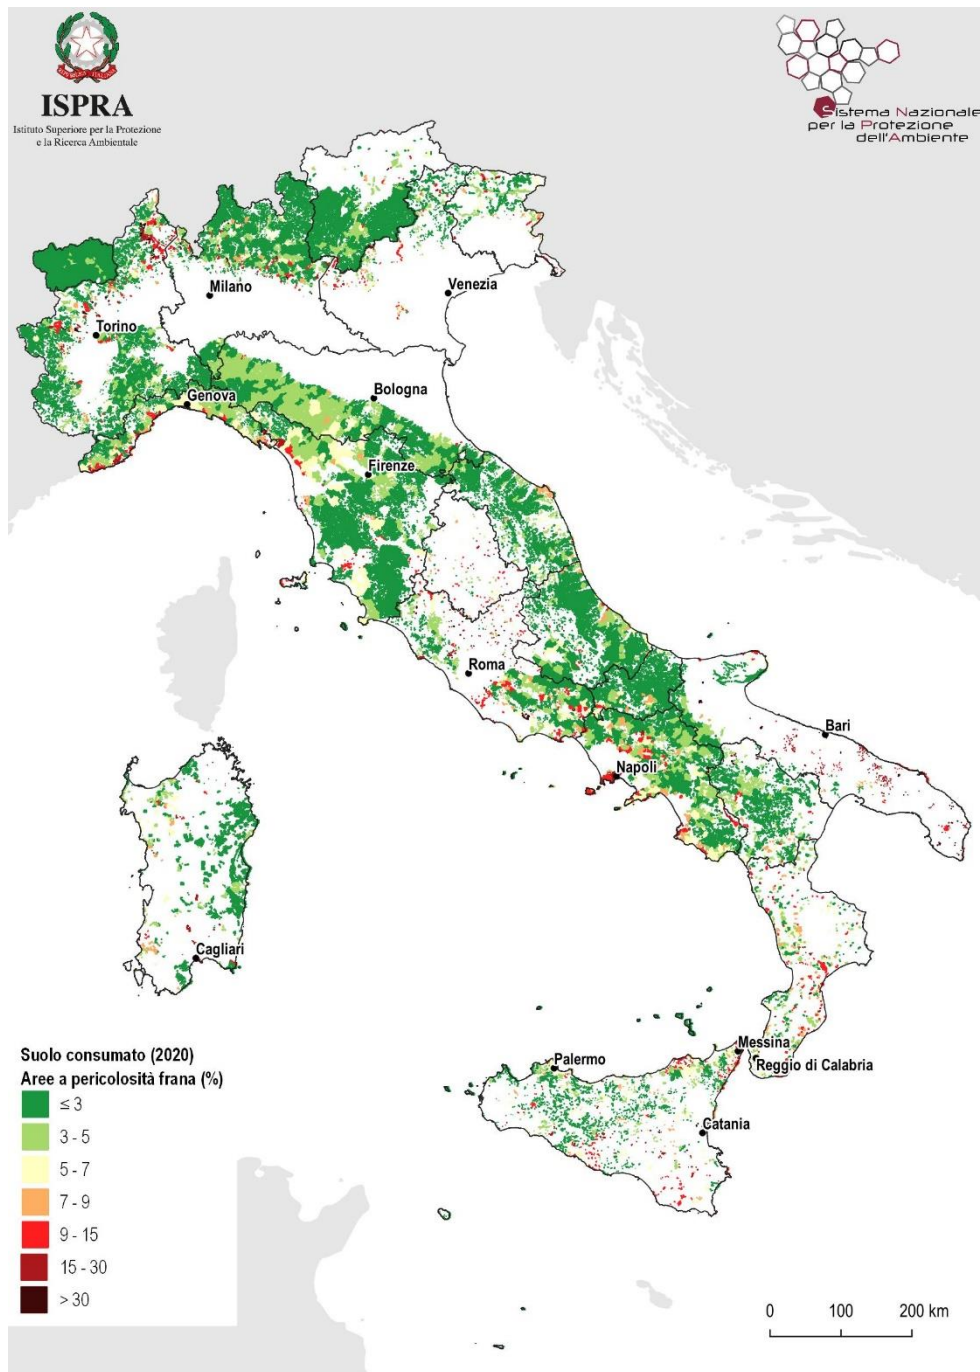 ISPRA
Istituto Superiore per la Protezione
e la Ricerca Ambientale
Sistema Nazionale
per la Protezione
dell'Ambiente
Milano
Venezia
Torino
Bologna
Genova
Firenze
Roma
Bari
Napoli
Cagliari
Messina
Palermo
Reggio di Calabria
Catania
Suolo consumato (2020)
Aree a pericolosità frana (%)
≤ 3
3 - 5
5 - 7
7 - 9
9 - 15
15 - 30
> 30
0 100 200 km